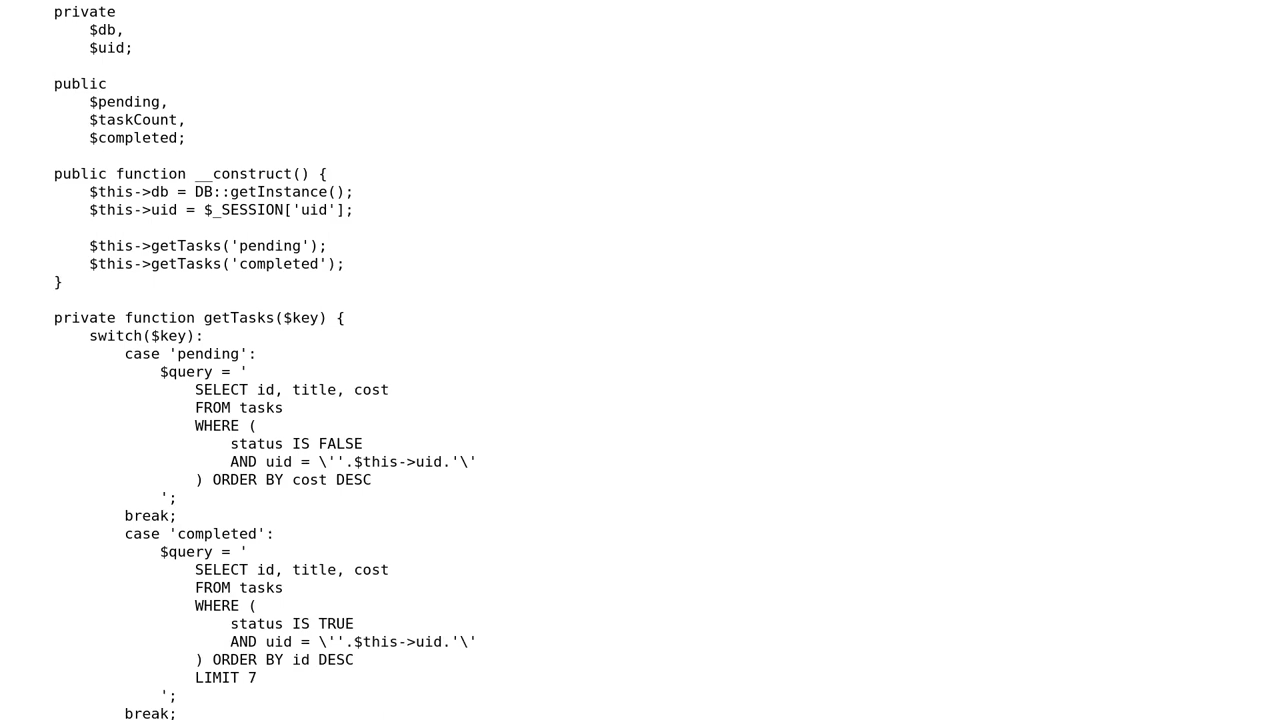 private
    $db,
    $uid;

public
    $pending,
    $taskCount,
    $completed;

public function __construct() {
    $this->db = DB::getInstance();
    $this->uid = $_SESSION['uid'];

    $this->getTasks('pending');
    $this->getTasks('completed');
}

private function getTasks($key) {
    switch($key):
        case 'pending':
            $query = '
                SELECT id, title, cost
                FROM tasks
                WHERE (
                    status IS FALSE
                    AND uid = \''.$this->uid.'\'
                ) ORDER BY cost DESC
            ';
        break;
        case 'completed':
            $query = '
                SELECT id, title, cost
                FROM tasks
                WHERE (
                    status IS TRUE
                    AND uid = \''.$this->uid.'\'
                ) ORDER BY id DESC
                LIMIT 7
            ';
        break;